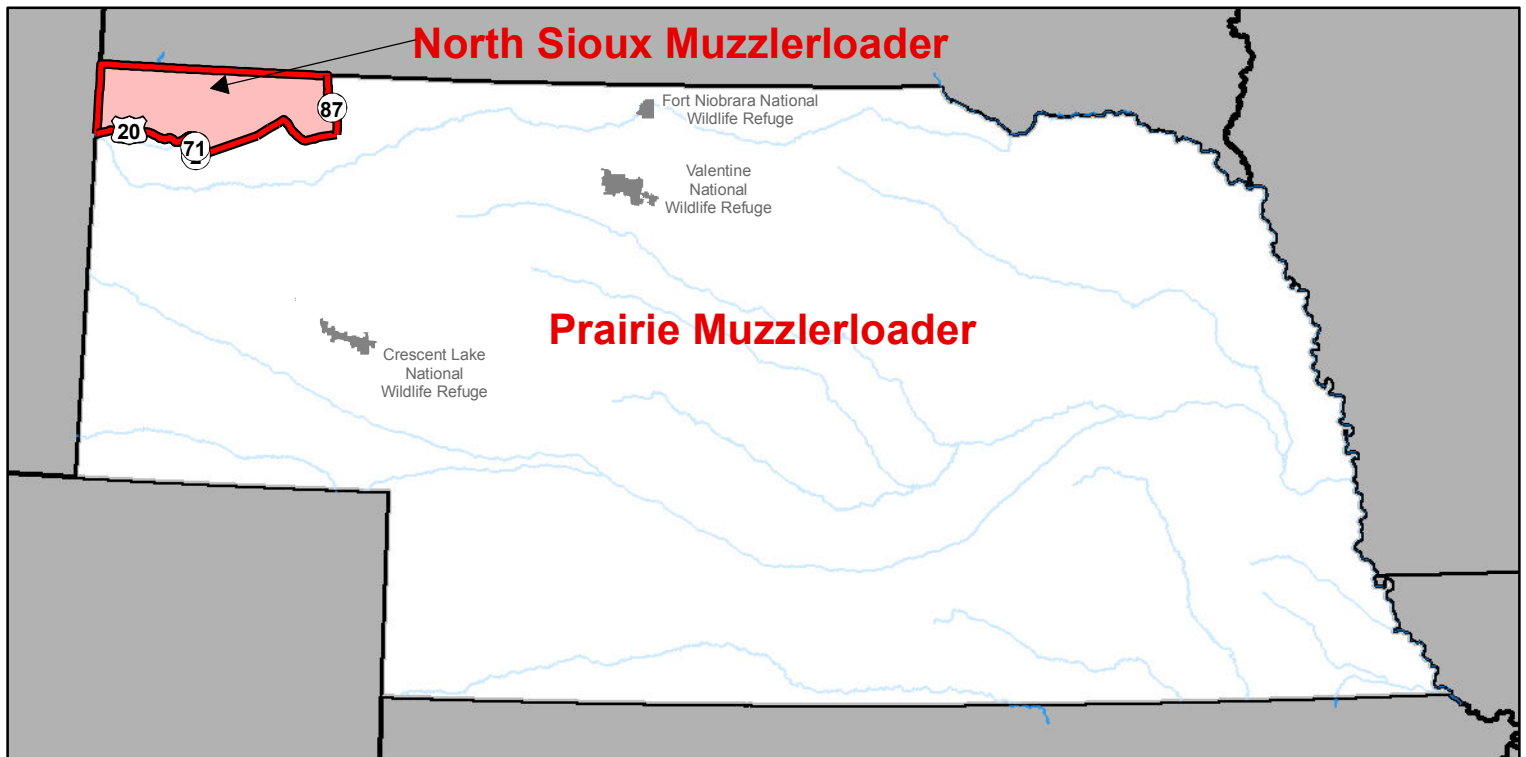 North Sioux Muzzlerloader
87
20
71
Fort Niobrara National
Wildlife Refuge
Valentine
National
Wildlife Refuge
Prairie Muzzlerloader
Crescent Lake
National
Wildlife Refuge